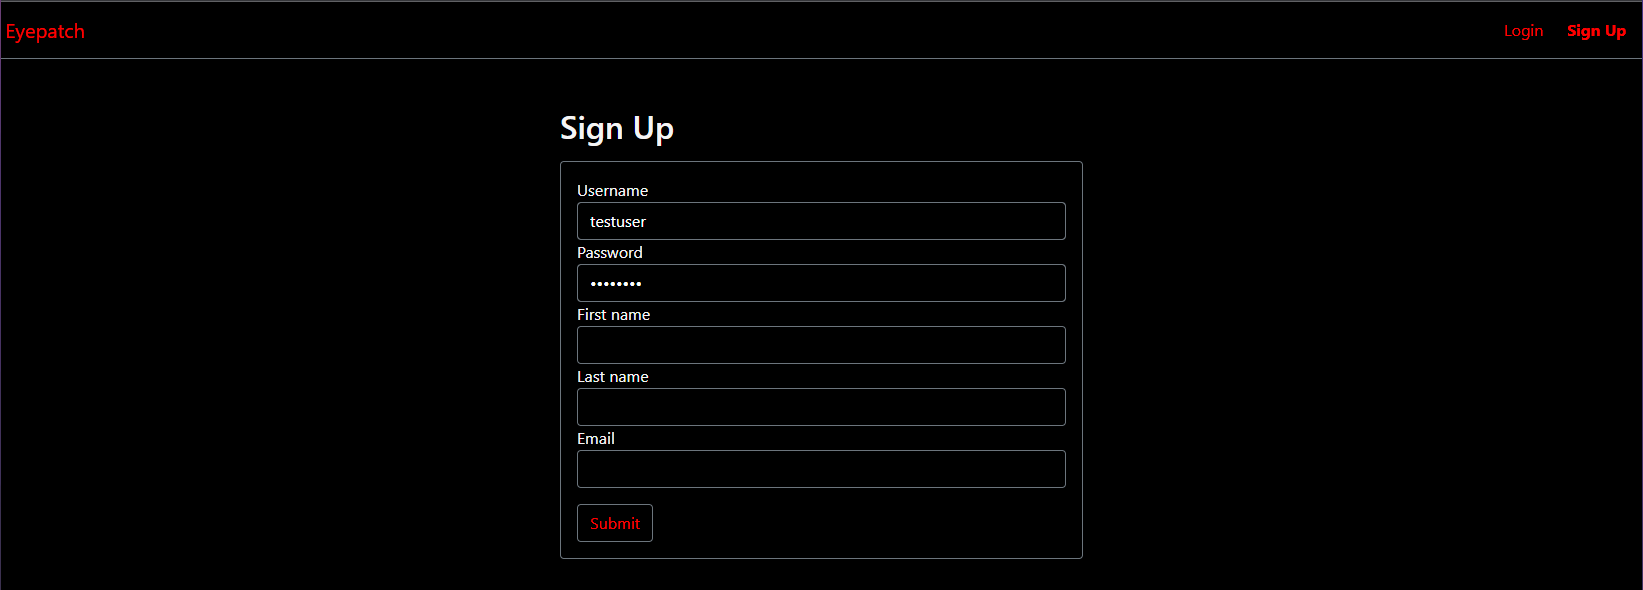 Eyepatch
Login Sign Up
Sign Up
Username
testuser
Password
••••••••
First name
Last name
Email
Submit